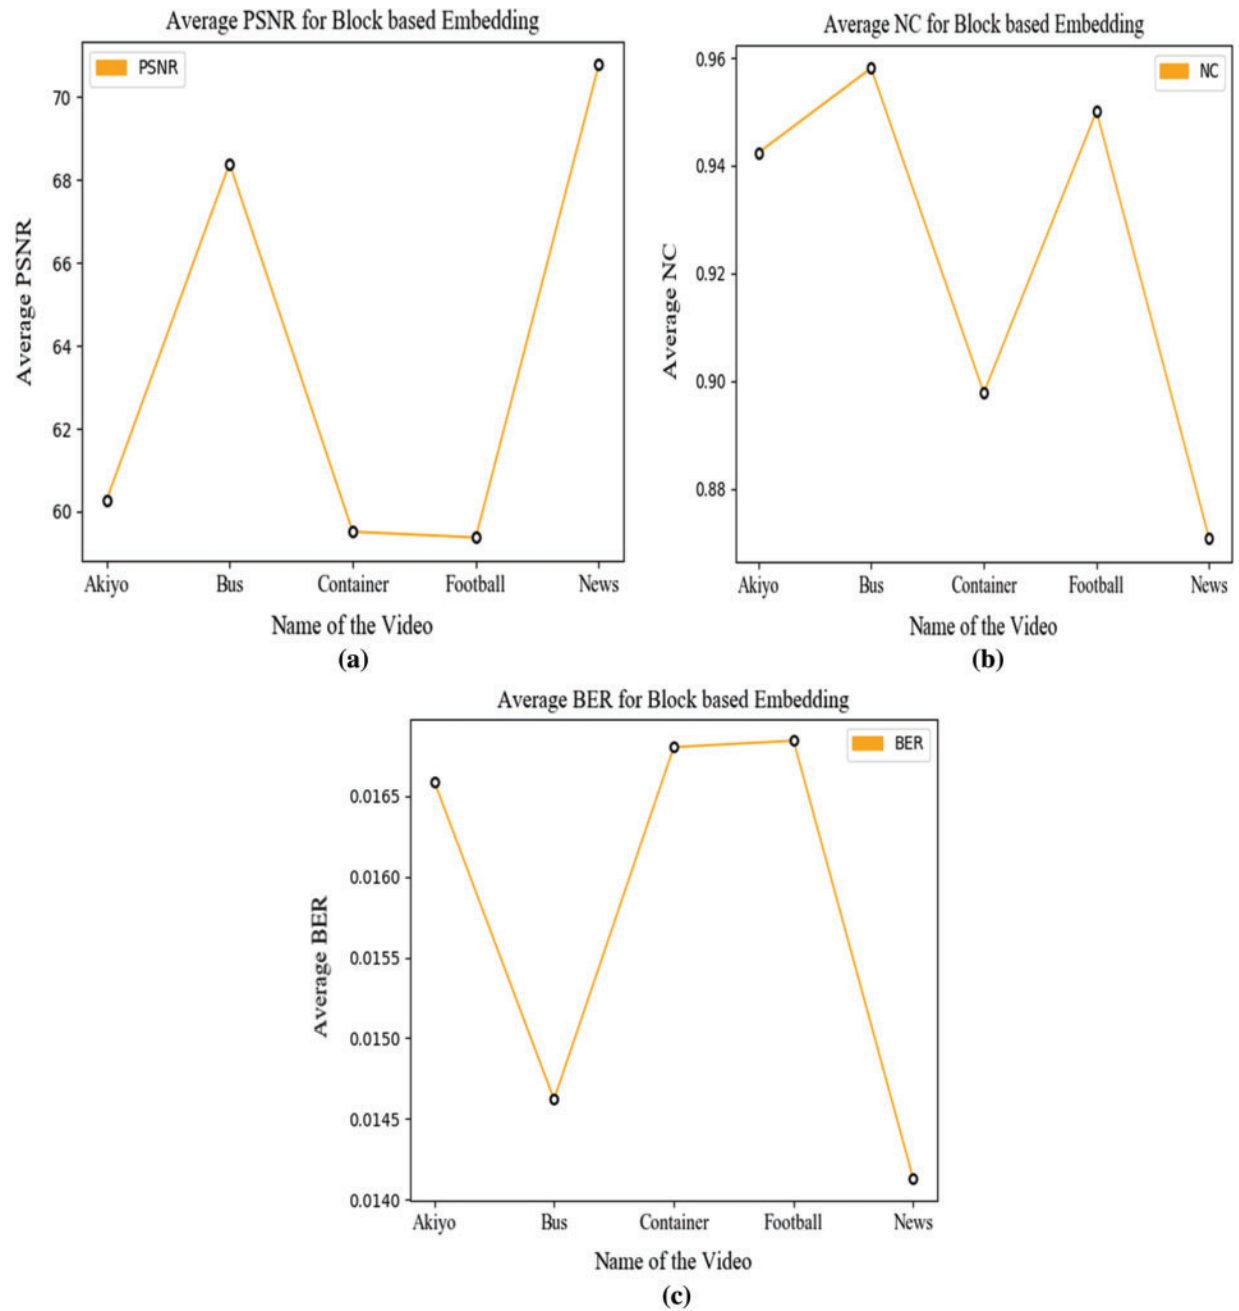 Average PSNR for Block based Embedding
PSNR
70
68
66
64
62
60
Average PSNR
Akiyo Bus Container Football News
Name of the Video
(a)
Average NC for Block based Embedding
NC
0.96
0.94
0.92
0.90
0.88
Average NC
Akiyo Bus Container Football News
Name of the Video
(b)
Average BER for Block based Embedding
BER
0.0165
0.0160
0.0155
0.0150
0.0145
0.0140
Average BER
Akiyo Bus Container Football News
Name of the Video
(c)